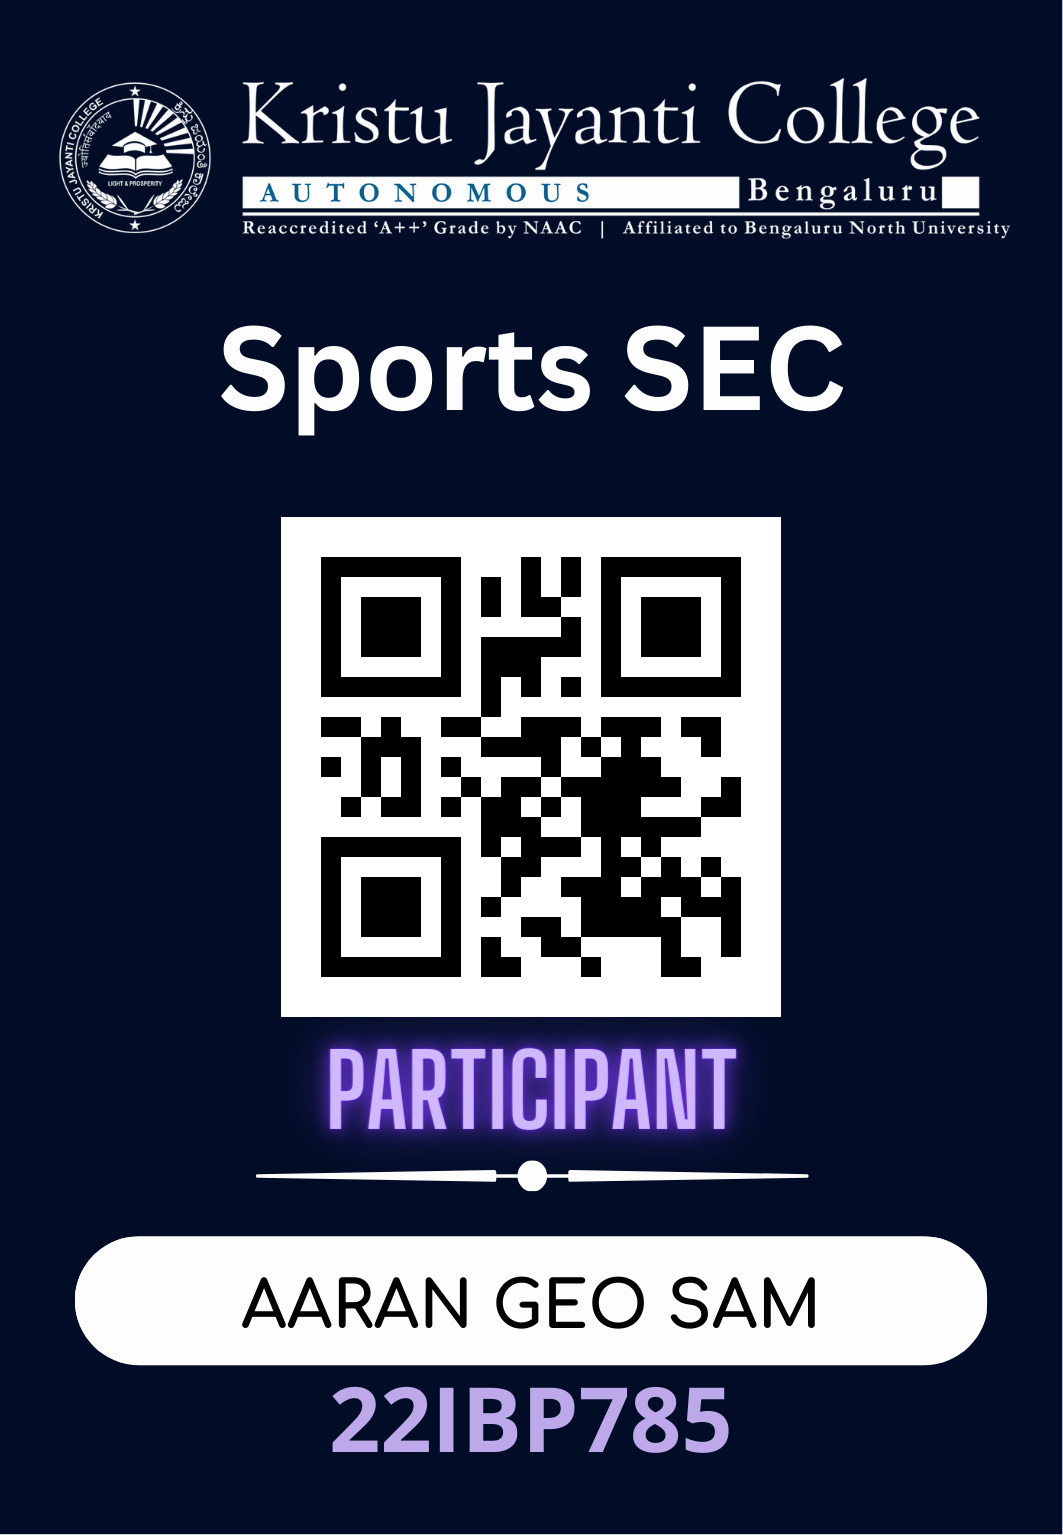 Kristu Jayanti College
AUTONOMOUS Bengaluru
Reaccredited ‘A++’ Grade by NAAC | Affiliated to Bengaluru North University
KRISTU JAYANTI COLLEGE
LIGHT & PROSPERITY
Sports SEC
PARTICIPANT
AARAN GEO SAM
22IBP785